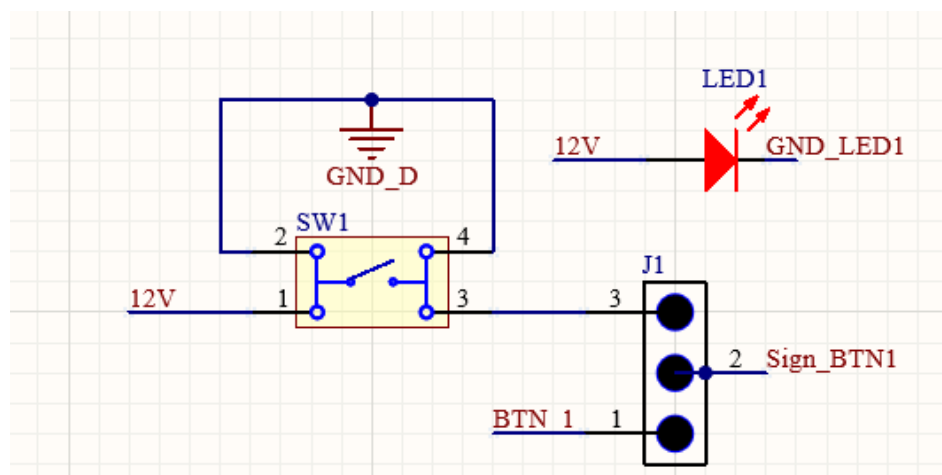 LED1
12V
GND_LED1
GND_D
SW1
2
4
12V
1
3
J1
3
2
Sign_BTN1
BTN_1
1